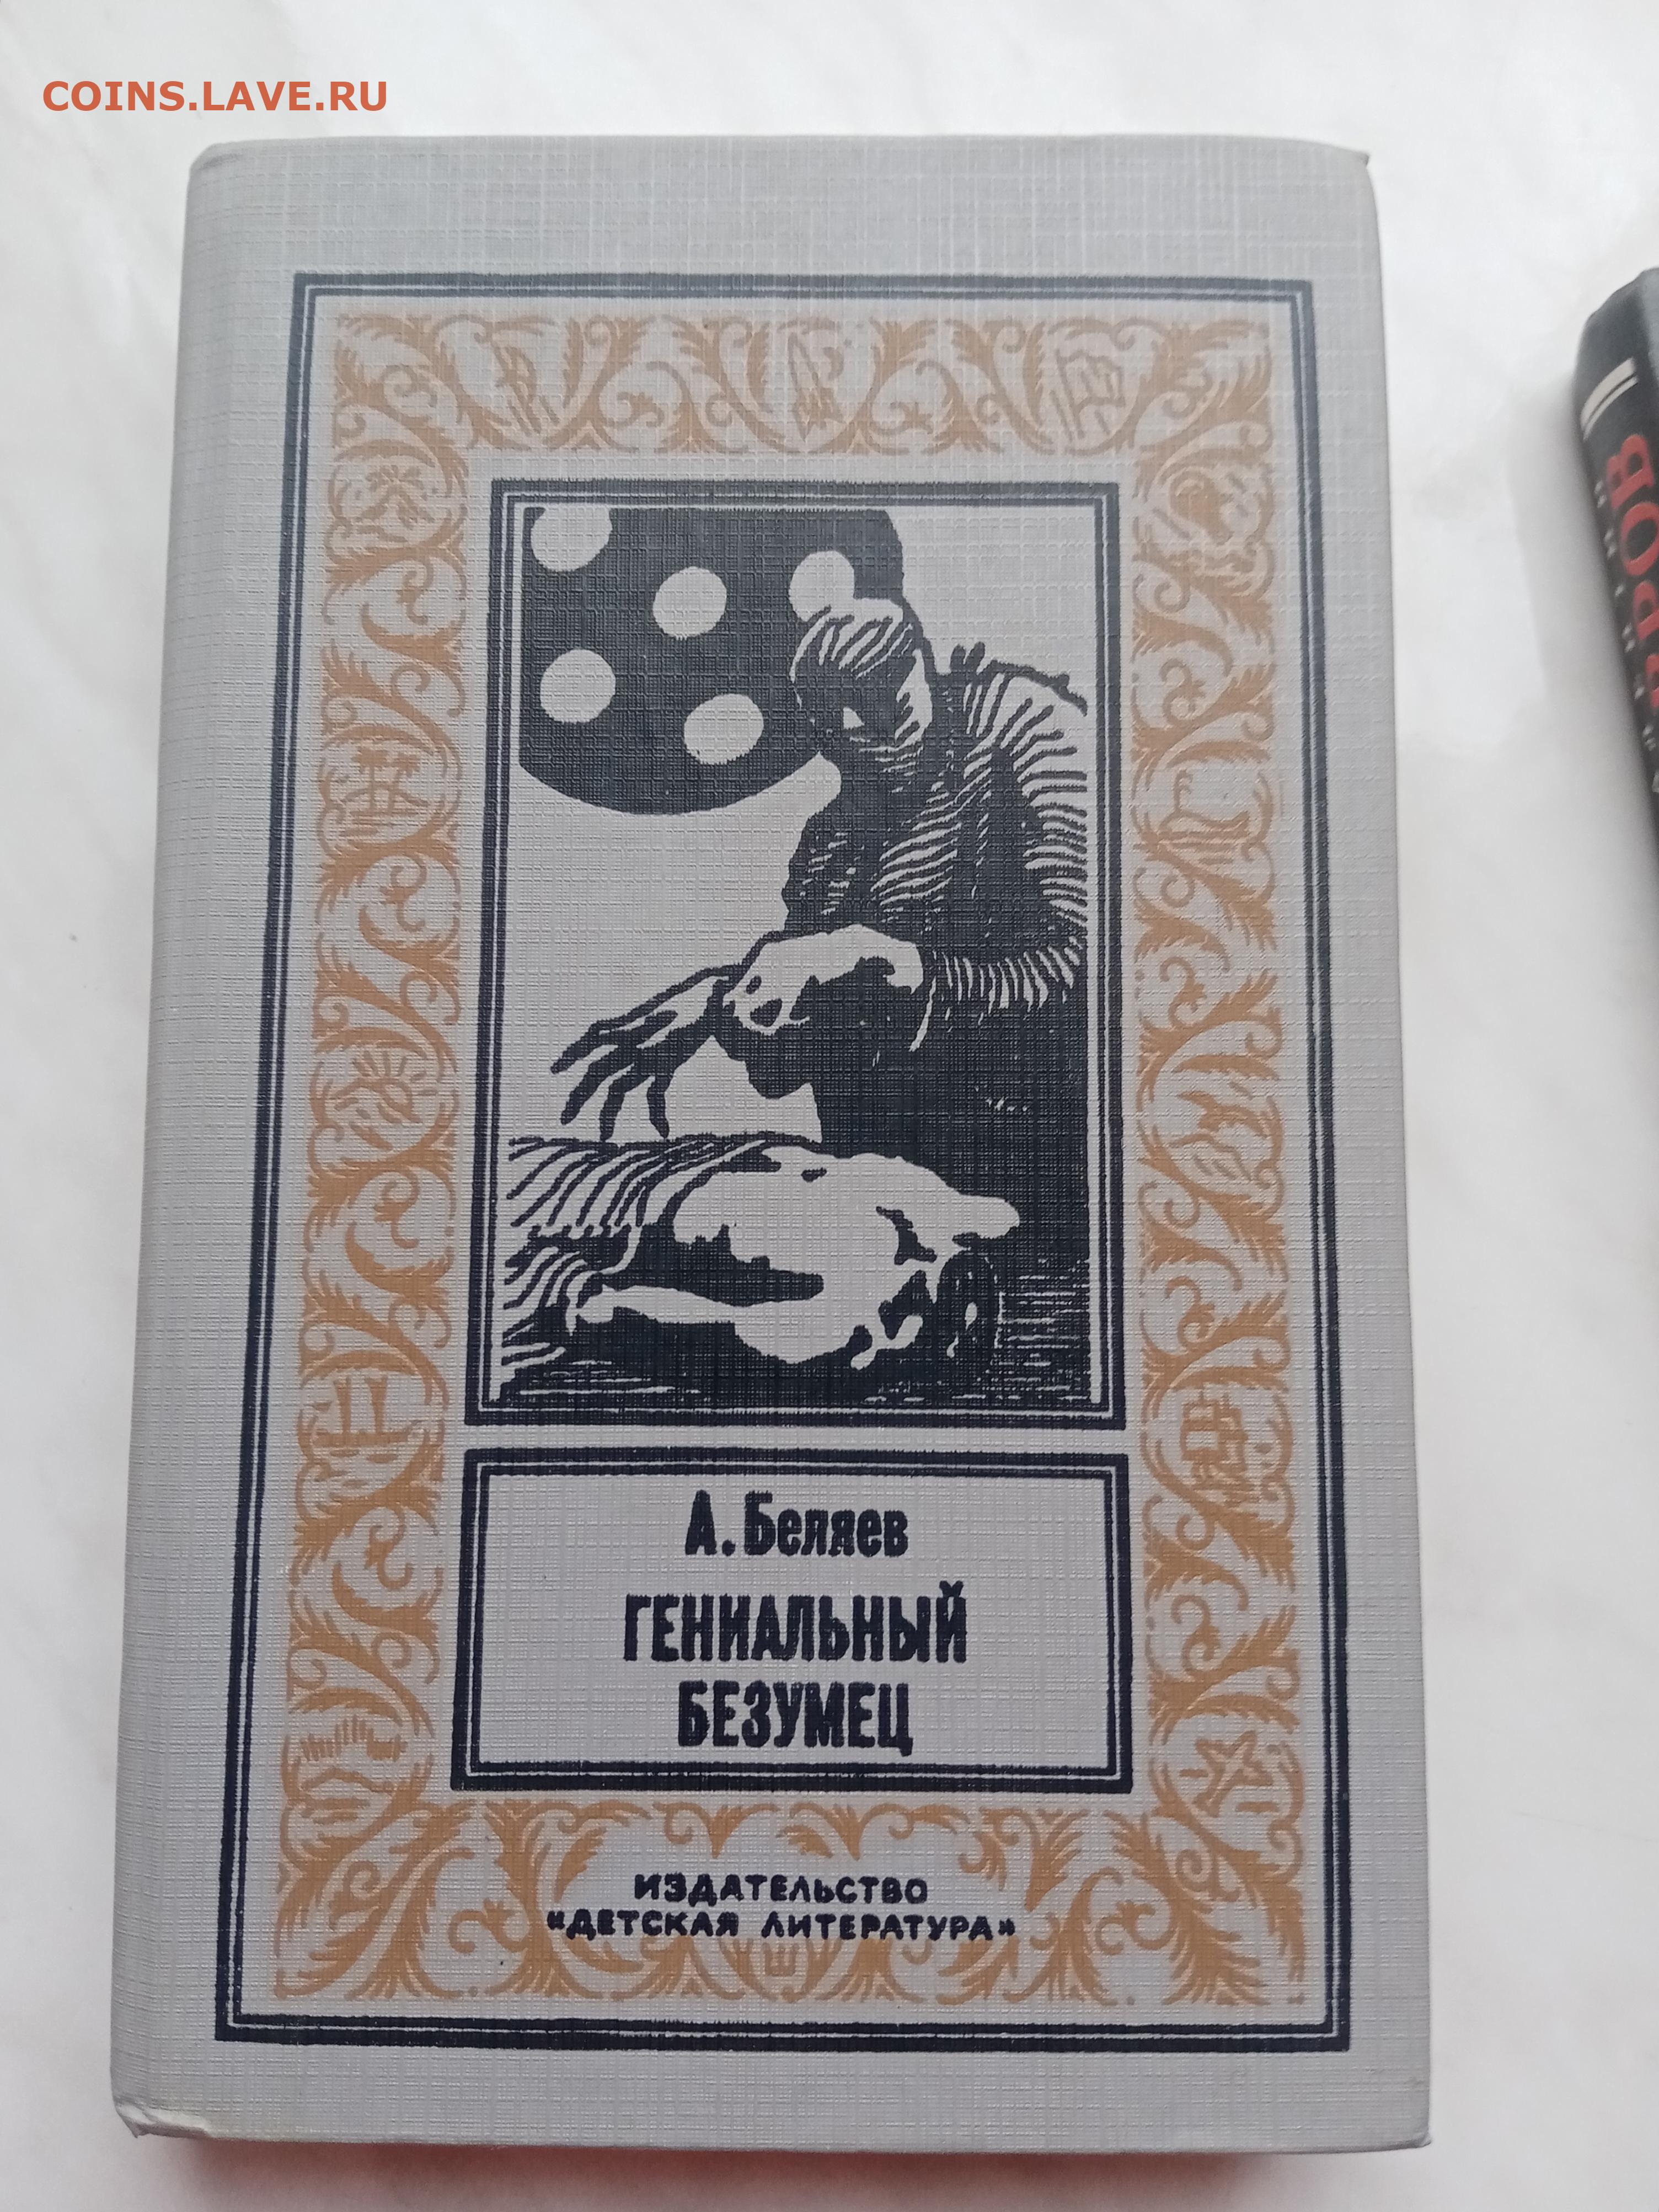 COINS.LAVE.RU
А. Беляев
ГЕНИАЛЬНЫЙ
БЕЗУМЕЦ
ИЗДАТЕЛЬСТВО
«ДЕТСКАЯ ЛИТЕРАТУРА»